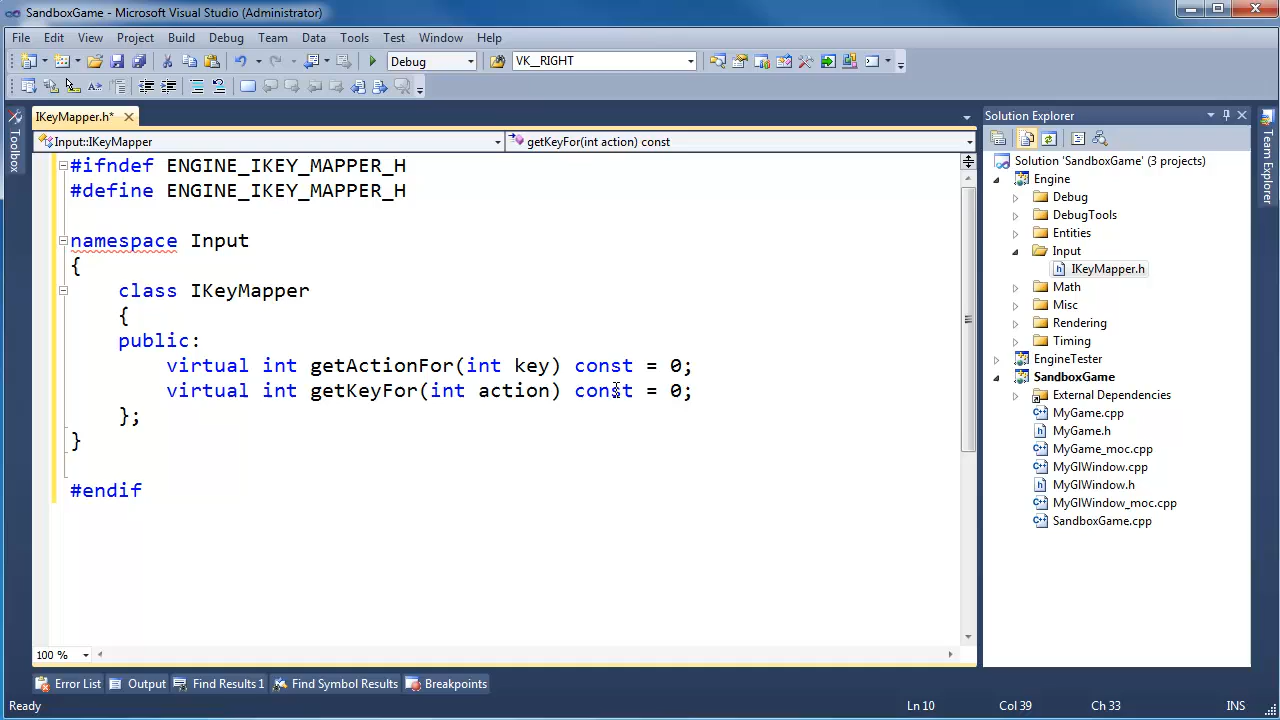 SandboxGame - Microsoft Visual Studio (Administrator)
File Edit View Project Build Debug Team Data Tools Test Window Help
Debug VK_RIGHT
IKeyMapper.h*
Input::IKeyMapper getKeyFor(int action) const
#ifndef ENGINE_IKEY_MAPPER_H
#define ENGINE_IKEY_MAPPER_H
namespace Input
{
class IKeyMapper
{
public:
virtual int getActionFor(int key) const = 0;
virtual int getKeyFor(int action) const = 0;
};
}
#endif
100 %
Toolbox
Solution Explorer
Solution 'SandboxGame' (3 projects)
Engine
Debug
DebugTools
Entities
Input
IKeyMapper.h
Math
Misc
Rendering
Timing
EngineTester
SandboxGame
External Dependencies
MyGame.cpp
MyGame.h
MyGame_moc.cpp
MyGlWindow.cpp
MyGlWindow.h
MyGlWindow_moc.cpp
SandboxGame.cpp
Team Explorer
Error List Output Find Results 1 Find Symbol Results Breakpoints
Ready Ln 10 Col 39 Ch 33 INS